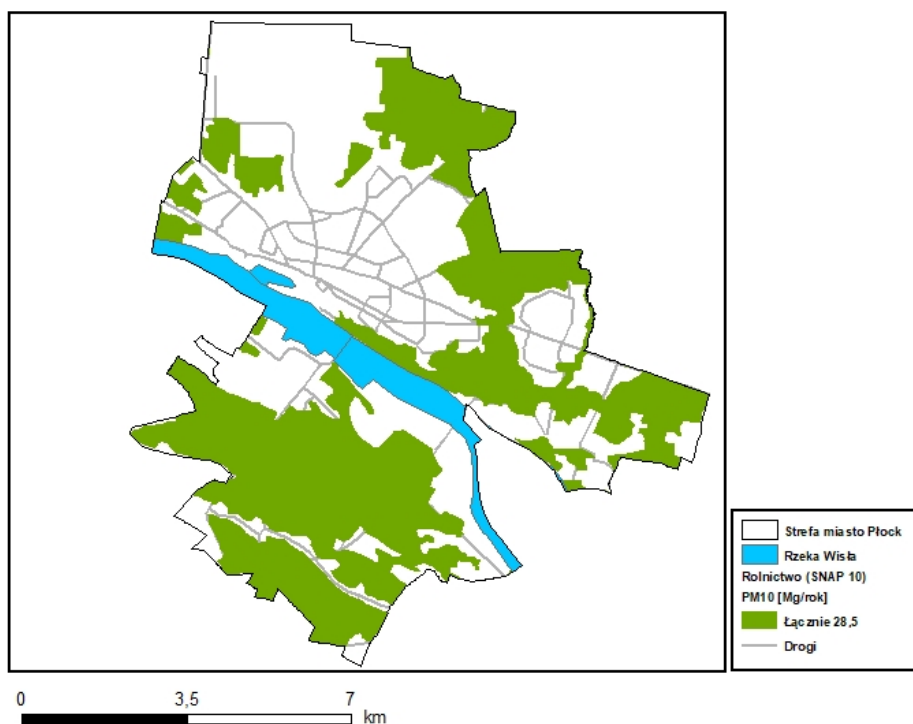 Strefa miasto Płock
Rzeka Wisła
Rolnictwo (SNAP 10)
PM10 [Mg/rok]
Łącznie 28,5
Drogi
0 3,5 7
km